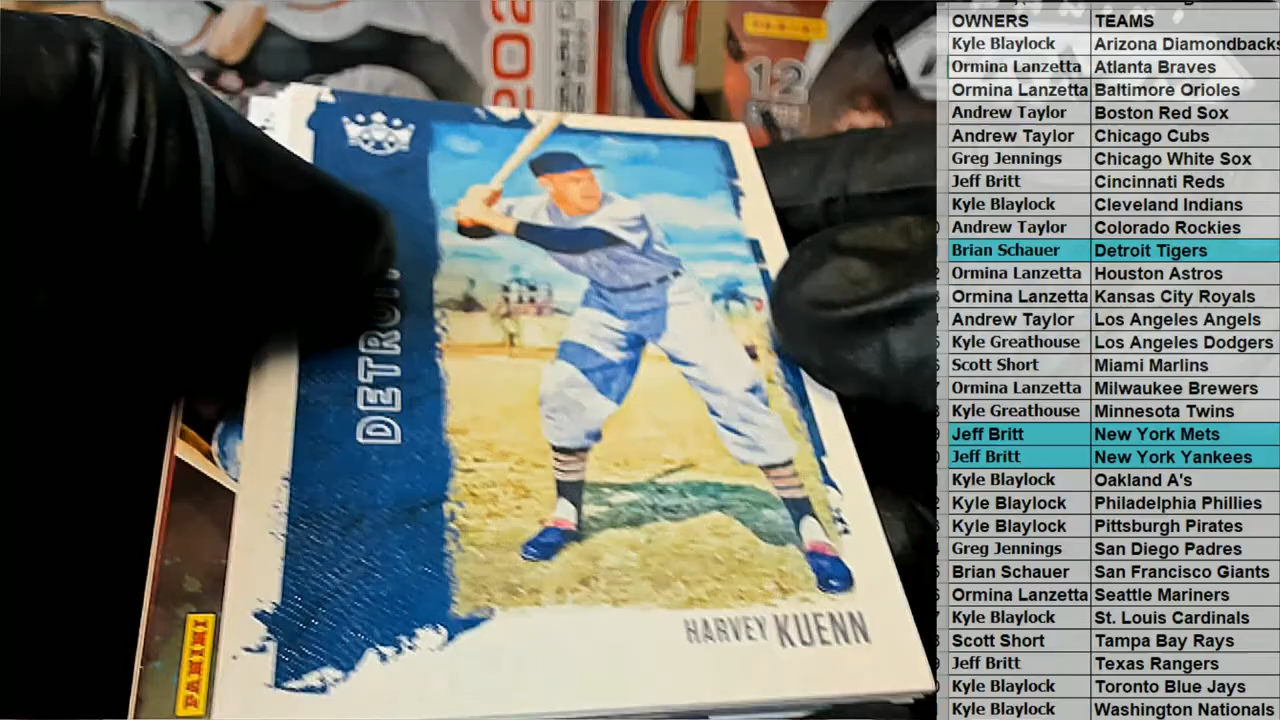 202
12
DETROIT
HARVEY KUENN
PANINI
OWNERS TEAMS
Kyle Blaylock Arizona Diamondbacks
Ormina Lanzetta Atlanta Braves
Ormina Lanzetta Baltimore Orioles
Andrew Taylor Boston Red Sox
Andrew Taylor Chicago Cubs
Greg Jennings Chicago White Sox
Jeff Britt Cincinnati Reds
Kyle Blaylock Cleveland Indians
Andrew Taylor Colorado Rockies
Brian Schauer Detroit Tigers
Ormina Lanzetta Houston Astros
Ormina Lanzetta Kansas City Royals
Andrew Taylor Los Angeles Angels
Kyle Greathouse Los Angeles Dodgers
Scott Short Miami Marlins
Ormina Lanzetta Milwaukee Brewers
Kyle Greathouse Minnesota Twins
Jeff Britt New York Mets
Jeff Britt New York Yankees
Kyle Blaylock Oakland A's
Kyle Blaylock Philadelphia Phillies
Kyle Blaylock Pittsburgh Pirates
Greg Jennings San Diego Padres
Brian Schauer San Francisco Giants
Ormina Lanzetta Seattle Mariners
Kyle Blaylock St. Louis Cardinals
Scott Short Tampa Bay Rays
Jeff Britt Texas Rangers
Kyle Blaylock Toronto Blue Jays
Kyle Blaylock Washington Nationals